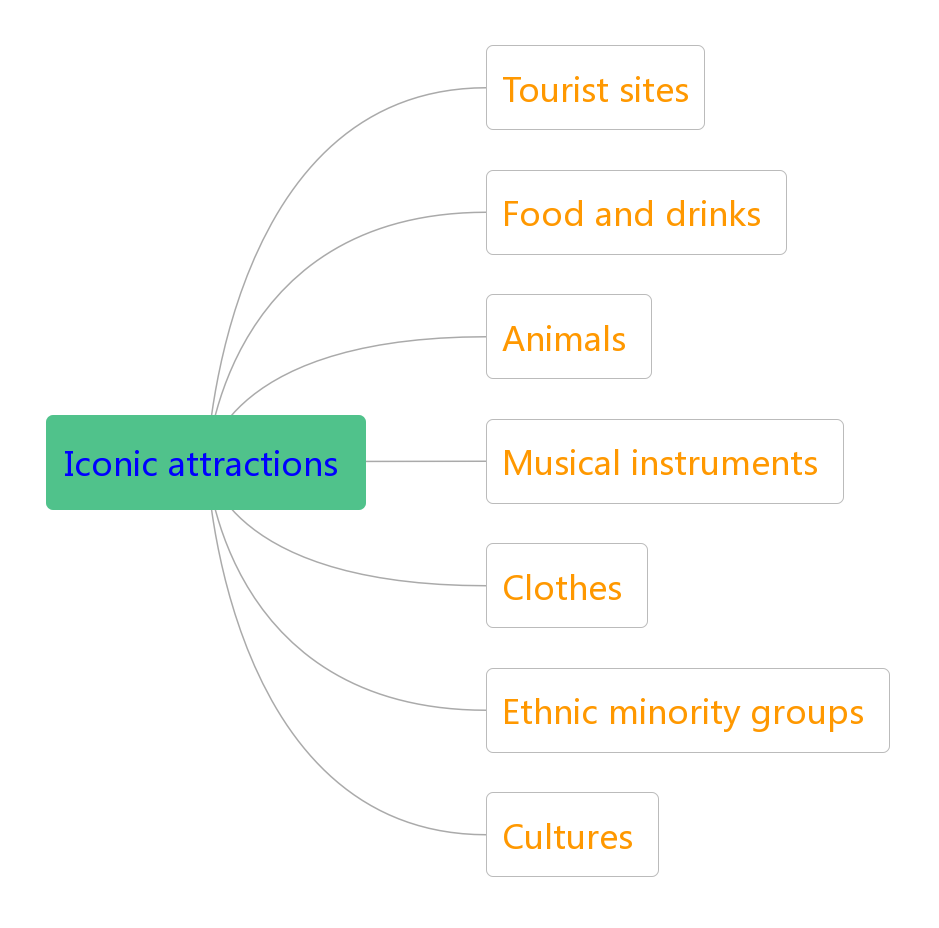 Tourist sites
Food and drinks
Animals
Iconic attractions
Musical instruments
Clothes
Ethnic minority groups
Cultures